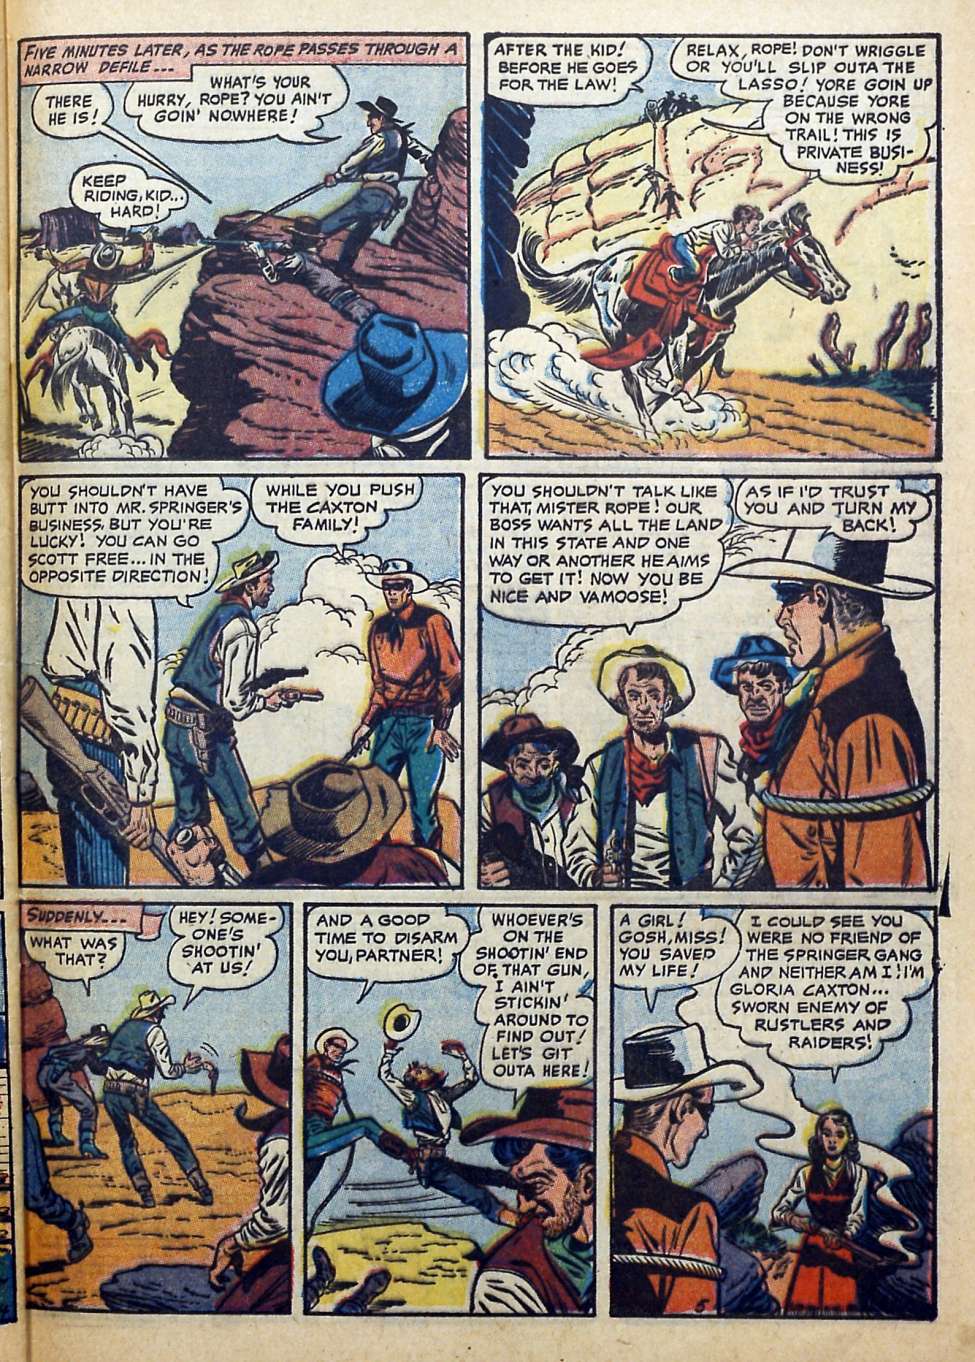 FIVE MINUTES LATER, AS THE ROPE PASSES THROUGH A
NARROW DEFILE...
THERE
HE IS!
WHAT'S YOUR
HURRY, ROPE? YOU AIN'T
GOIN' NOWHERE!
KEEP
RIDING, KID...
HARD!
AFTER THE KID!
BEFORE HE GOES
FOR THE LAW!
RELAX, ROPE! DON'T WRIGGLE
OR YOU'LL SLIP OUTA THE
LASSO! YORE GOIN UP
BECAUSE YORE
ON THE WRONG
TRAIL! THIS IS
PRIVATE BUSI-
NESS!
YOU SHOULDN'T HAVE
BUTT INTO MR. SPRINGER'S
BUSINESS, BUT YOU'RE
LUCKY! YOU CAN GO
SCOTT FREE... IN THE
OPPOSITE DIRECTION!
WHILE YOU PUSH
THE CAXTON
FAMILY!
YOU SHOULDN'T TALK LIKE
THAT, MISTER ROPE! OUR
BOSS WANTS ALL THE LAND
IN THIS STATE AND ONE
WAY OR ANOTHER HE AIMS
TO GET IT! NOW YOU BE
NICE AND VAMOOSE!
AS IF I'D TRUST
YOU AND TURN MY
BACK!
SUDDENLY...
WHAT WAS
THAT?
HEY! SOME-
ONE'S
SHOOTIN'
AT US!
AND A GOOD
TIME TO DISARM
YOU, PARTNER!
WHOEVER'S
ON THE
SHOOTIN' END
OF THAT GUN,
I AIN'T
STICKIN'
AROUND TO
FIND OUT!
LET'S GIT
OUTA HERE!
A GIRL!
GOSH, MISS!
YOU SAVED
MY LIFE!
I COULD SEE YOU
WERE NO FRIEND OF
THE SPRINGER GANG
AND NEITHER AM I! I'M
GLORIA CAXTON...
SWORN ENEMY OF
RUSTLERS AND
RAIDERS!
5